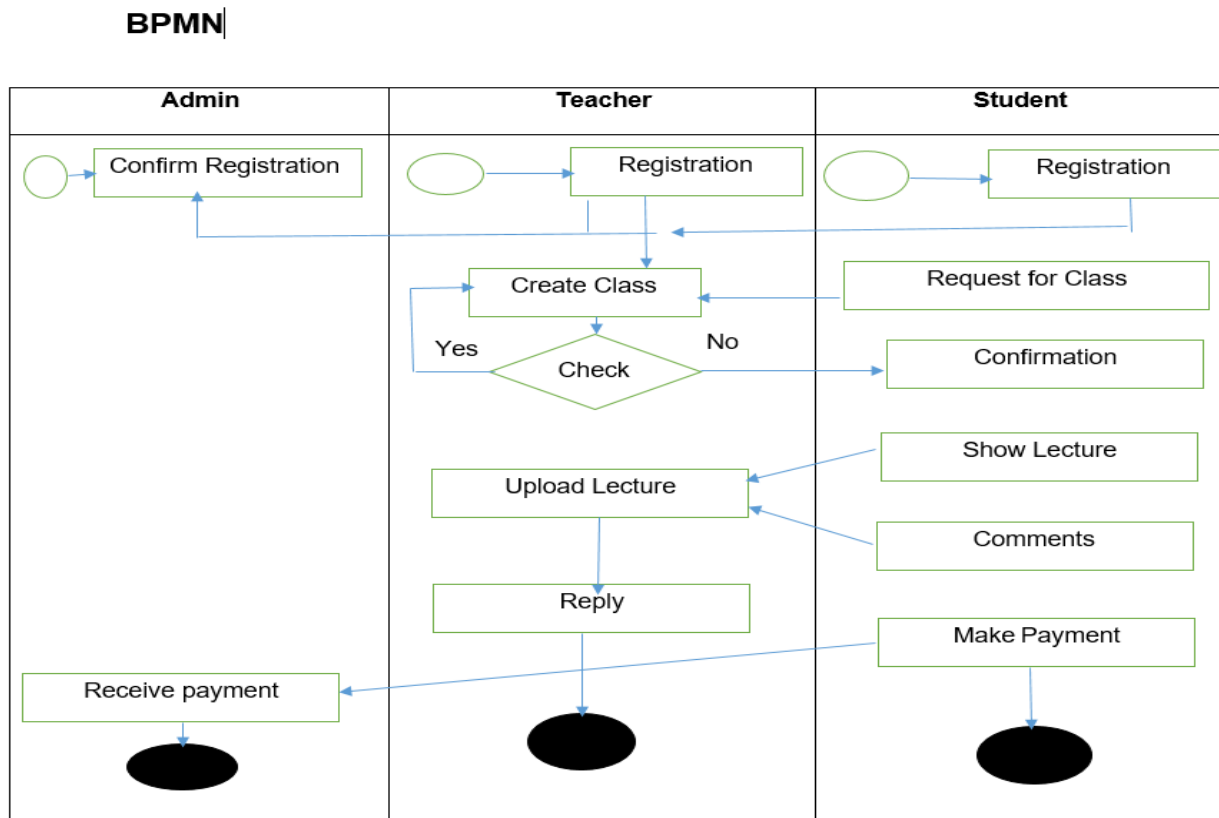 BPMN
Admin Teacher Student
Confirm Registration Registration Registration
Create Class Request for Class
Yes Check No Confirmation
Show Lecture
Upload Lecture
Comments
Reply
Make Payment
Receive payment